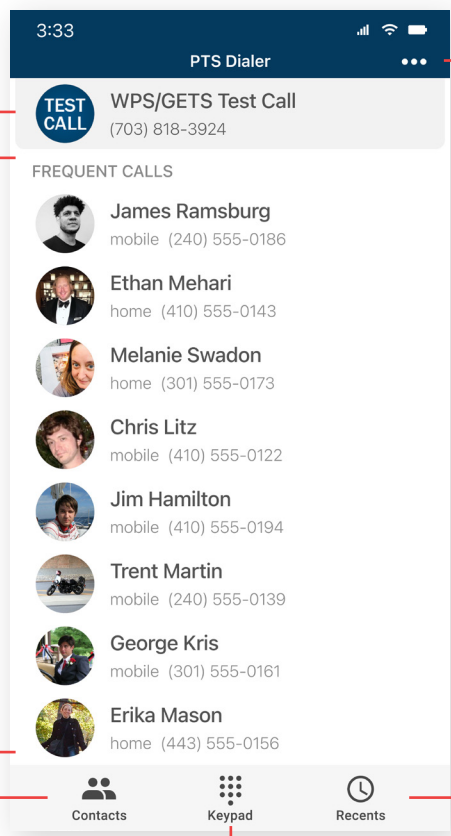 3:33
PTS Dialer
TEST
CALL
WPS/GETS Test Call
(703) 818-3924
FREQUENT CALLS
James Ramsburg
mobile (240) 555-0186
Ethan Mehari
home (410) 555-0143
Melanie Swadon
home (301) 555-0173
Chris Litz
mobile (410) 555-0122
Jim Hamilton
mobile (410) 555-0194
Trent Martin
mobile (240) 555-0139
George Kris
mobile (301) 555-0161
Erika Mason
home (443) 555-0156
Contacts
Keypad
Recents